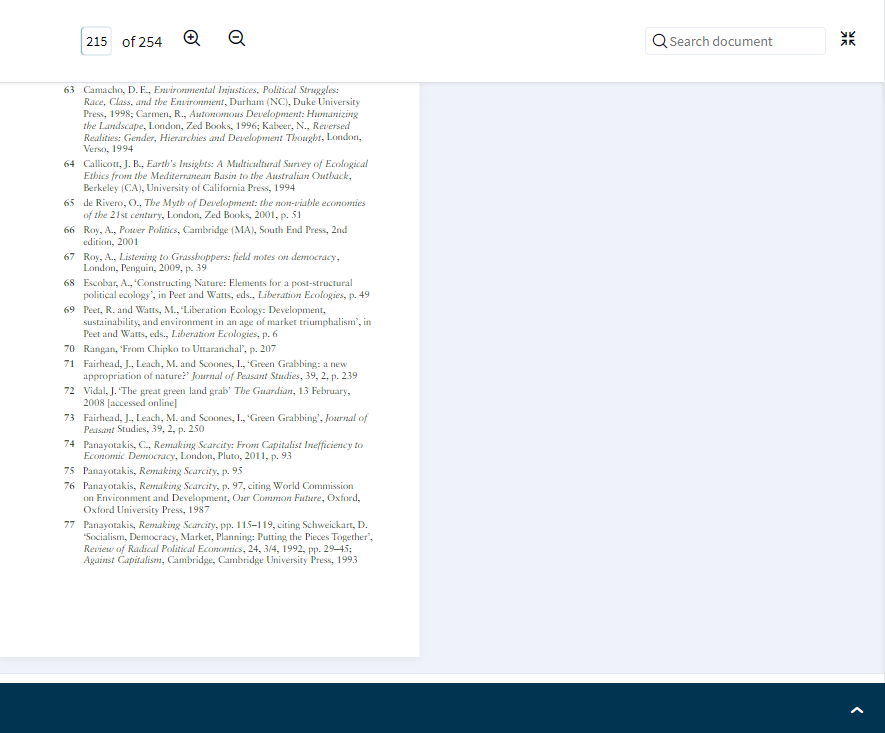 215 of 254 Search document
63 Camacho, D. E., Environmental Injustices, Political Struggles:
Race, Class, and the Environment, Durham (NC), Duke University
Press, 1998; Carmen, R., Autonomous Development: Humanizing
the Landscape, London, Zed Books, 1996; Kabeer, N., Reversed
Realities: Gender, Hierarchies and Development Thought, London,
Verso, 1994
64 Callicott, J. B., Earth's Insights: A Multicultural Survey of Ecological
Ethics from the Mediterranean Basin to the Australian Outback,
Berkeley (CA), University of California Press, 1994
65 de Rivero, O., The Myth of Development: the non-viable economies
of the 21st century, London, Zed Books, 2001, p. 51
66 Roy, A., Power Politics, Cambridge (MA), South End Press, 2nd
edition, 2001
67 Roy, A., Listening to Grasshoppers: field notes on democracy,
London, Penguin, 2009, p. 39
68 Escobar, A., ‘Constructing Nature: Elements for a post-structural
political ecology’, in Peet and Watts, eds., Liberation Ecologies, p. 49
69 Peet, R. and Watts, M., ‘Liberation Ecology: Development,
sustainability, and environment in an age of market triumphalism’, in
Peet and Watts, eds., Liberation Ecologies, p. 6
70 Rangan, ‘From Chipko to Uttaranchal’, p. 207
71 Fairhead, J., Leach, M. and Scoones, I., ‘Green Grabbing: a new
appropriation of nature?’ Journal of Peasant Studies, 39, 2, p. 239
72 Vidal, J. ‘The great green land grab’ The Guardian, 13 February,
2008 [accessed online]
73 Fairhead, J., Leach, M. and Scoones, I., ‘Green Grabbing’, Journal of
Peasant Studies, 39, 2, p. 250
74 Panayotakis, C., Remaking Scarcity: From Capitalist Inefficiency to
Economic Democracy, London, Pluto, 2011, p. 93
75 Panayotakis, Remaking Scarcity, p. 95
76 Panayotakis, Remaking Scarcity, p. 97, citing World Commission
on Environment and Development, Our Common Future, Oxford,
Oxford University Press, 1987
77 Panayotakis, Remaking Scarcity, pp. 115–119, citing Schweickart, D.
‘Socialism, Democracy, Market, Planning: Putting the Pieces Together’,
Review of Radical Political Economics, 24, 3/4, 1992, pp. 29–45;
Against Capitalism, Cambridge, Cambridge University Press, 1993